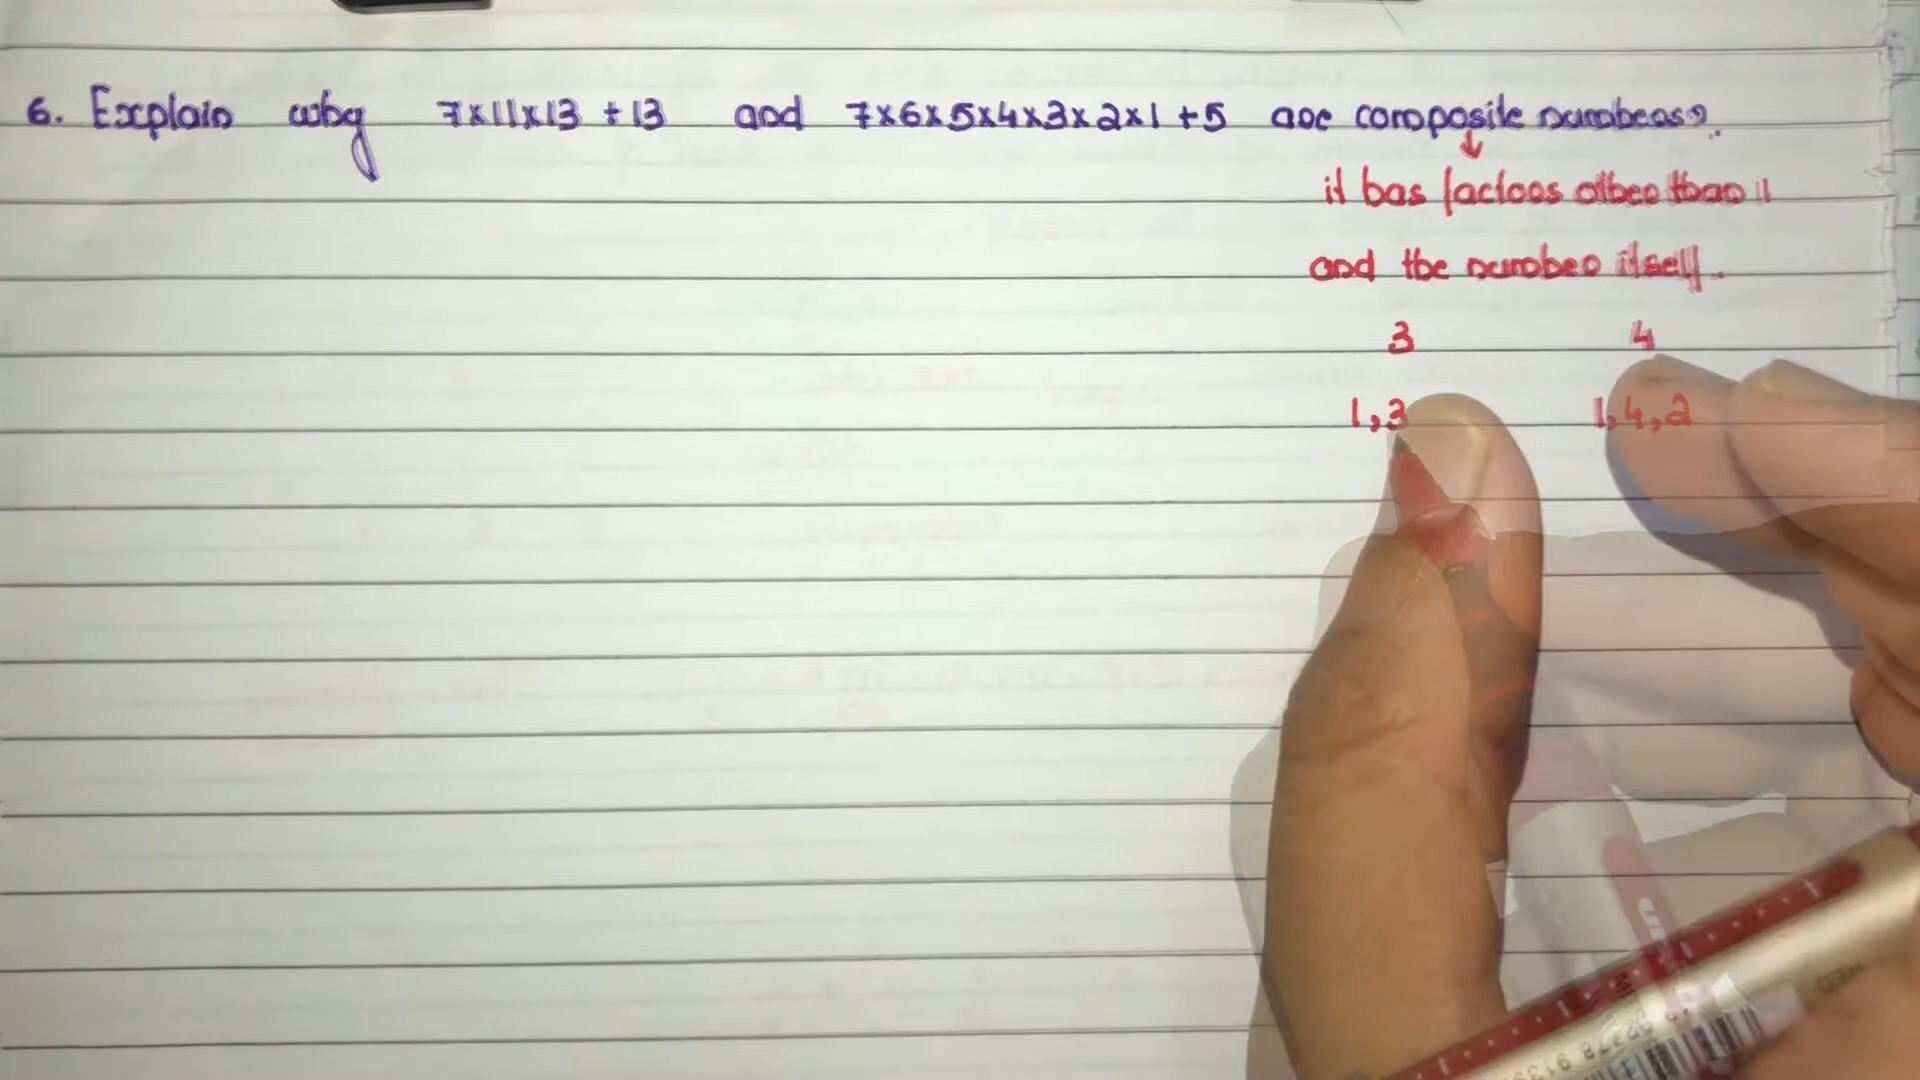 6. Explain why 7x11x13 + 13 and 7x6x5x4x3x2x1 + 5 are composite numbers?
↓
it has factors other than 1
and the number itself.
3 4
1,3 1,4,2